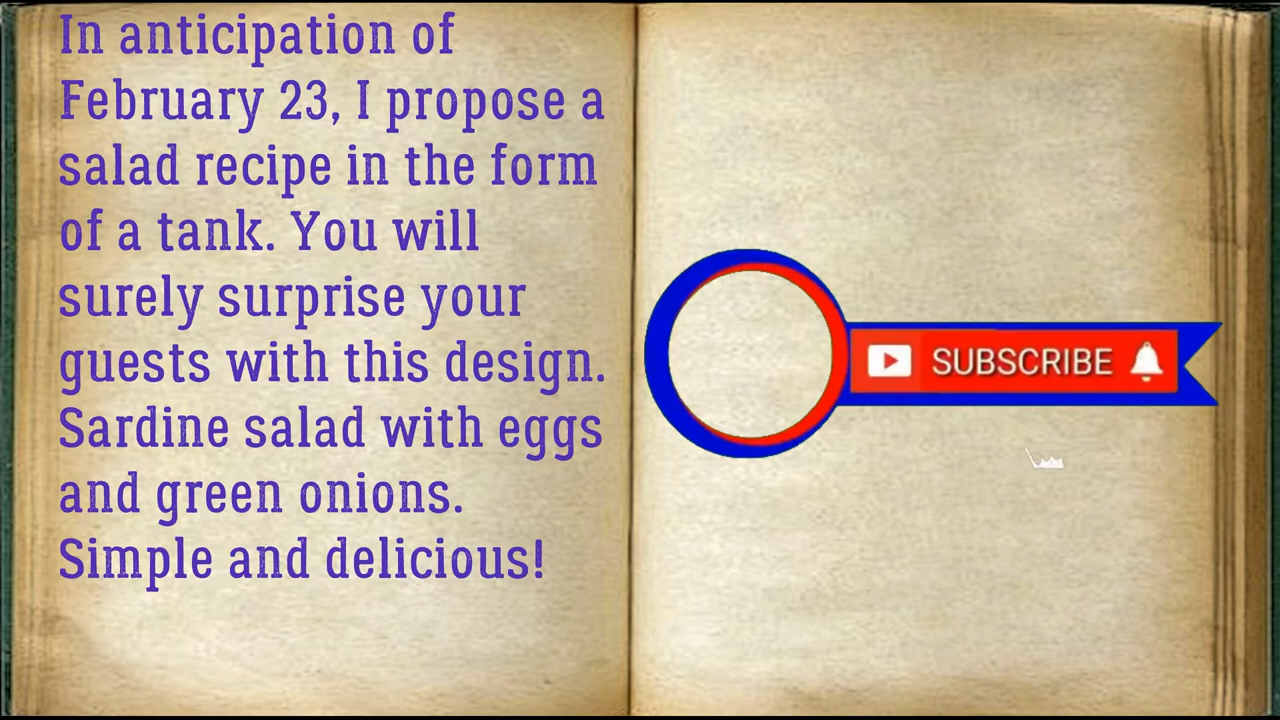 In anticipation of
February 23, I propose a
salad recipe in the form
of a tank. You will
surely surprise your
guests with this design.
Sardine salad with eggs
and green onions.
Simple and delicious!
SUBSCRIBE